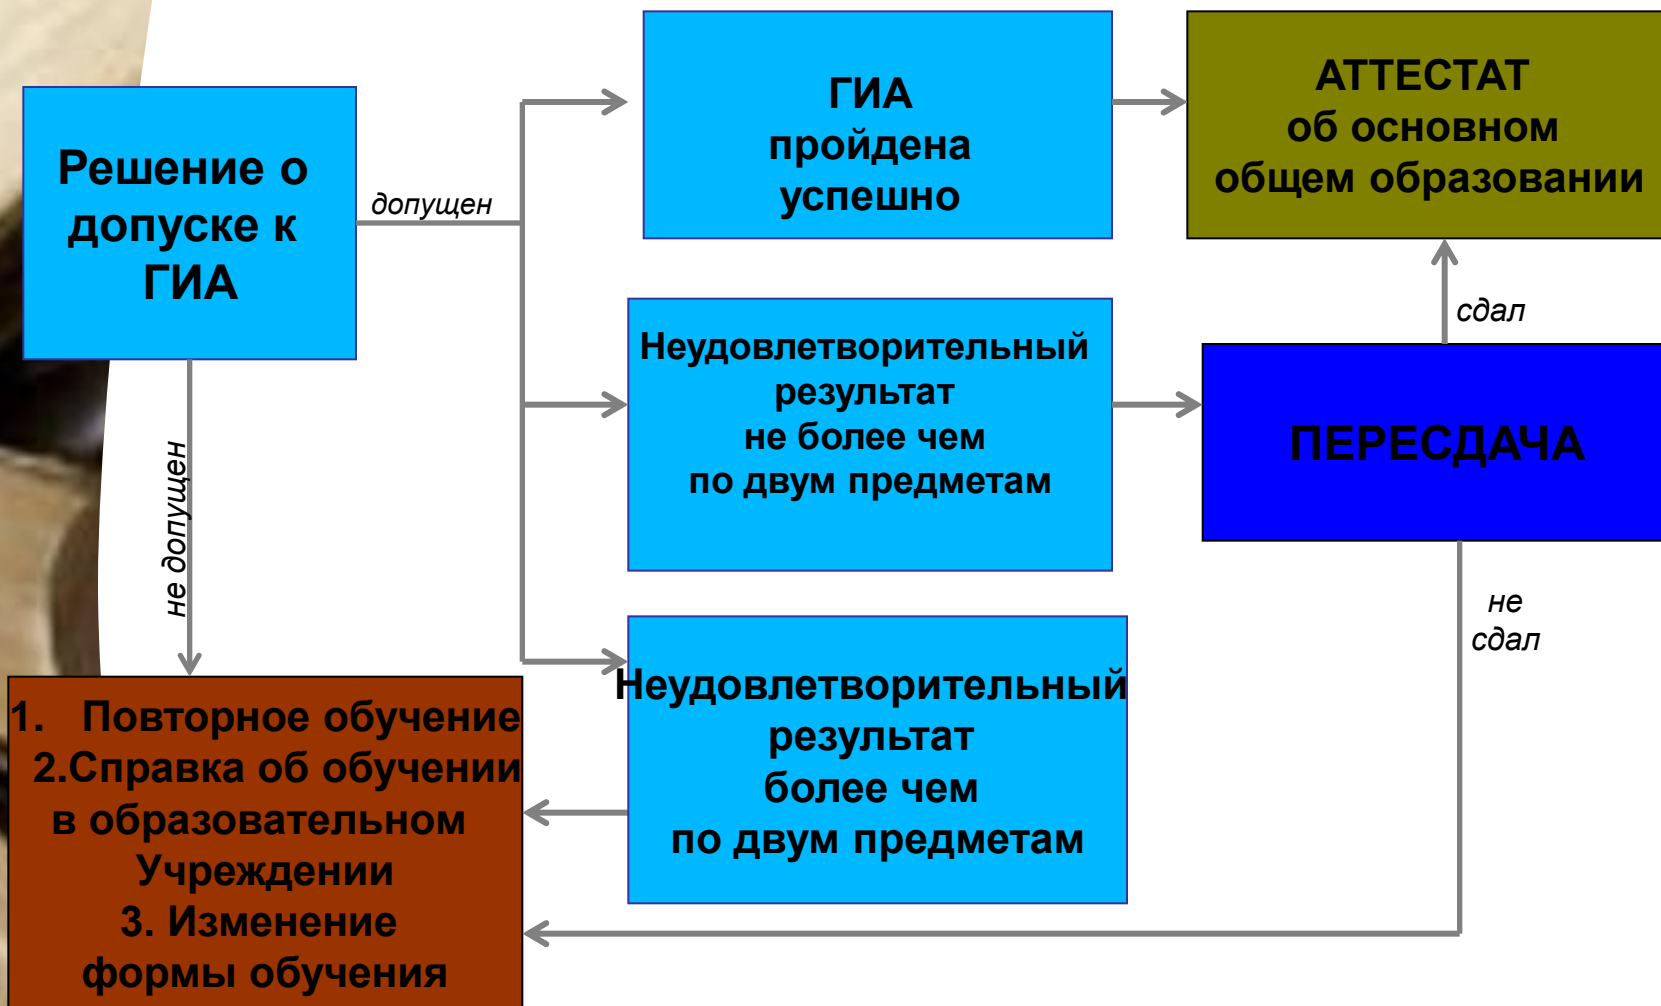 Решение о
допуске к
ГИА
допущен
не допущен
ГИА
пройдена
успешно
АТТЕСТАТ
об основном
общем образовании
Неудовлетворительный
результат
не более чем
по двум предметам
сдал
ПЕРЕСДАЧА
не
сдал
Неудовлетворительный
результат
более чем
по двум предметам
1. Повторное обучение
2.Справка об обучении
в образовательном
Учреждении
3. Изменение
формы обучения